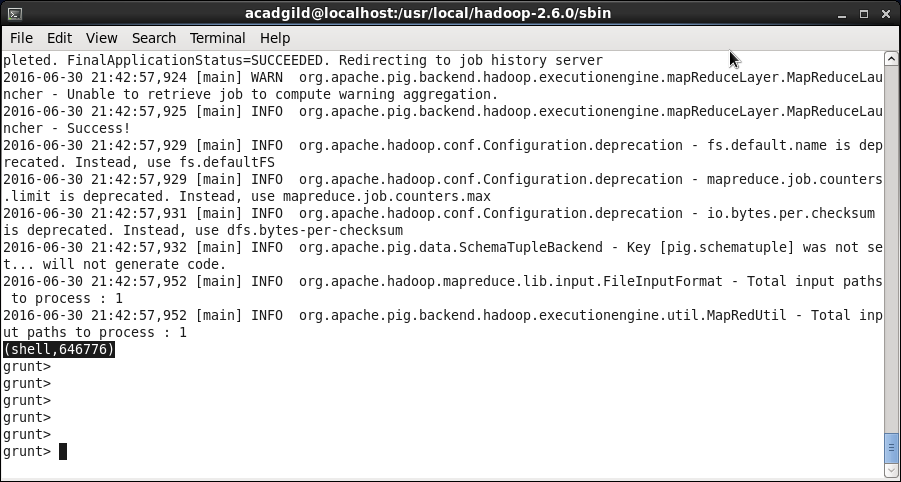 acadgild@localhost:/usr/local/hadoop-2.6.0/sbin
File Edit View Search Terminal Help
pleted. FinalApplicationStatus=SUCCEEDED. Redirecting to job history server
2016-06-30 21:42:57,924 [main] WARN  org.apache.pig.backend.hadoop.executionengine.mapReduceLayer.MapReduceLau
ncher - Unable to retrieve job to compute warning aggregation.
2016-06-30 21:42:57,925 [main] INFO  org.apache.pig.backend.hadoop.executionengine.mapReduceLayer.MapReduceLau
ncher - Success!
2016-06-30 21:42:57,929 [main] INFO  org.apache.hadoop.conf.Configuration.deprecation - fs.default.name is dep
recated. Instead, use fs.defaultFS
2016-06-30 21:42:57,929 [main] INFO  org.apache.hadoop.conf.Configuration.deprecation - mapreduce.job.counters
.limit is deprecated. Instead, use mapreduce.job.counters.max
2016-06-30 21:42:57,931 [main] INFO  org.apache.hadoop.conf.Configuration.deprecation - io.bytes.per.checksum
is deprecated. Instead, use dfs.bytes-per-checksum
2016-06-30 21:42:57,932 [main] INFO  org.apache.pig.data.SchemaTupleBackend - Key [pig.schematuple] was not se
t... will not generate code.
2016-06-30 21:42:57,952 [main] INFO  org.apache.hadoop.mapreduce.lib.input.FileInputFormat - Total input paths
 to process : 1
2016-06-30 21:42:57,952 [main] INFO  org.apache.pig.backend.hadoop.executionengine.util.MapRedUtil - Total inp
ut paths to process : 1
(shell,646776)
grunt>
grunt>
grunt>
grunt>
grunt>
grunt>